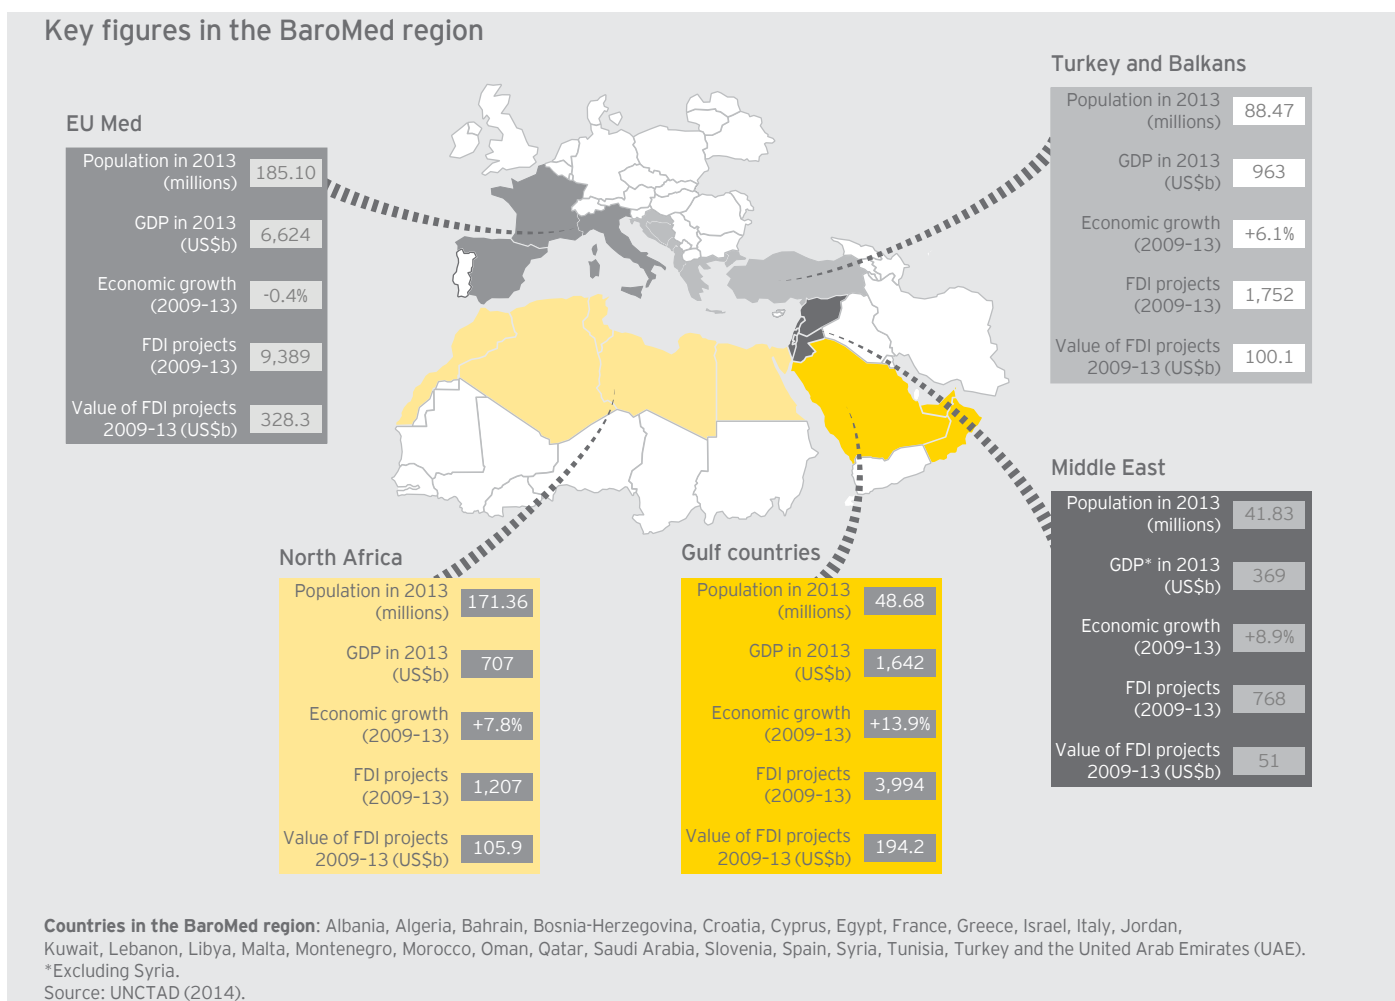 Key figures in the BaroMed region
EU Med
Population in 2013
(millions)
185.10
GDP in 2013
(US$b)
6,624
Economic growth
(2009–13)
-0.4%
FDI projects
(2009–13)
9,389
Value of FDI projects
2009–13 (US$b)
328.3
Turkey and Balkans
Population in 2013
(millions)
88.47
GDP in 2013
(US$b)
963
Economic growth
(2009–13)
+6.1%
FDI projects
(2009–13)
1,752
Value of FDI projects
2009–13 (US$b)
100.1
North Africa
Population in 2013
(millions)
171.36
GDP in 2013
(US$b)
707
Economic growth
(2009–13)
+7.8%
FDI projects
(2009–13)
1,207
Value of FDI projects
2009–13 (US$b)
105.9
Gulf countries
Population in 2013
(millions)
48.68
GDP in 2013
(US$b)
1,642
Economic growth
(2009–13)
+13.9%
FDI projects
(2009–13)
3,994
Value of FDI projects
2009–13 (US$b)
194.2
Middle East
Population in 2013
(millions)
41.83
GDP* in 2013
(US$b)
369
Economic growth
(2009–13)
+8.9%
FDI projects
(2009–13)
768
Value of FDI projects
2009–13 (US$b)
51
Countries in the BaroMed region: Albania, Algeria, Bahrain, Bosnia-Herzegovina, Croatia, Cyprus, Egypt, France, Greece, Israel, Italy, Jordan,
Kuwait, Lebanon, Libya, Malta, Montenegro, Morocco, Oman, Qatar, Saudi Arabia, Slovenia, Spain, Syria, Tunisia, Turkey and the United Arab Emirates (UAE).
*Excluding Syria.
Source: UNCTAD (2014).